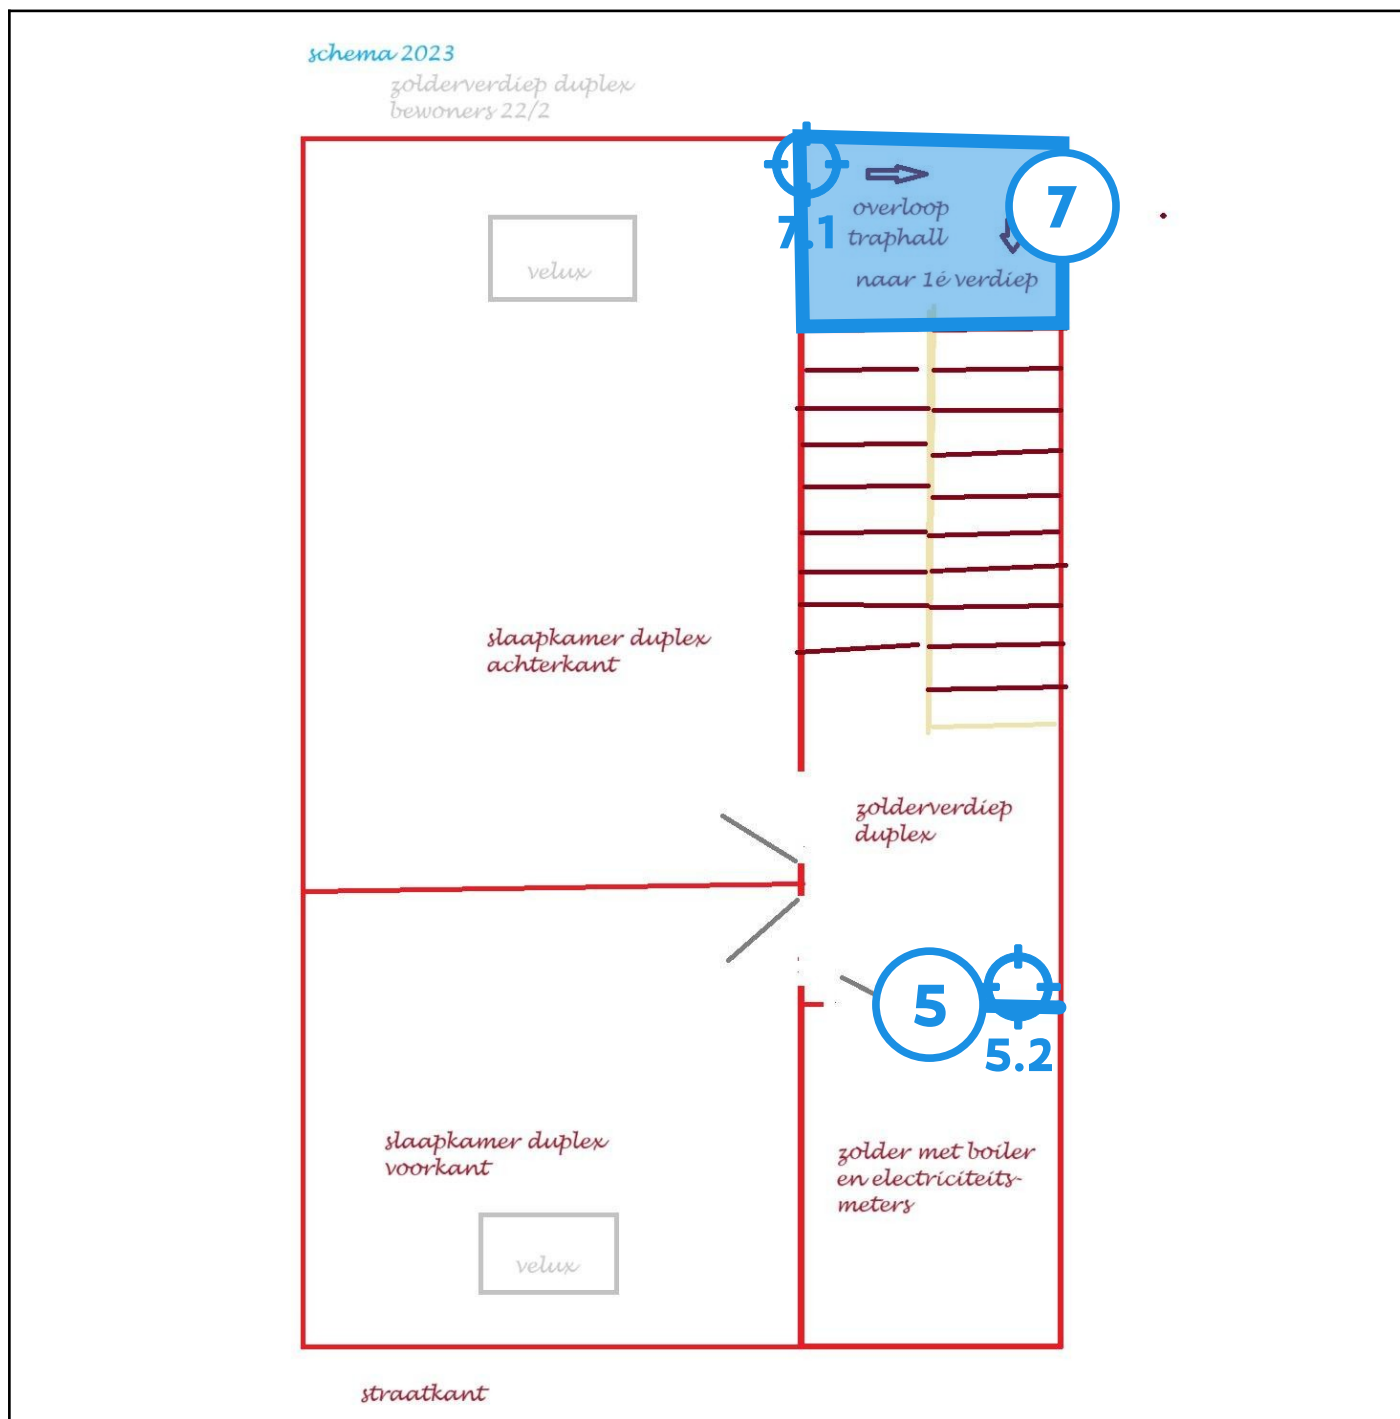 schema 2023
zolderverdiep duplex
bewoners 22/2
7
overloop
7.1 traphall
velux
naar 1é verdiep
slaapkamer duplex
achterkant
zolderverdiep
duplex
5
5.2
slaapkamer duplex
voorkant
zolder met boiler
en electriciteits-
meters
velux
straatkant